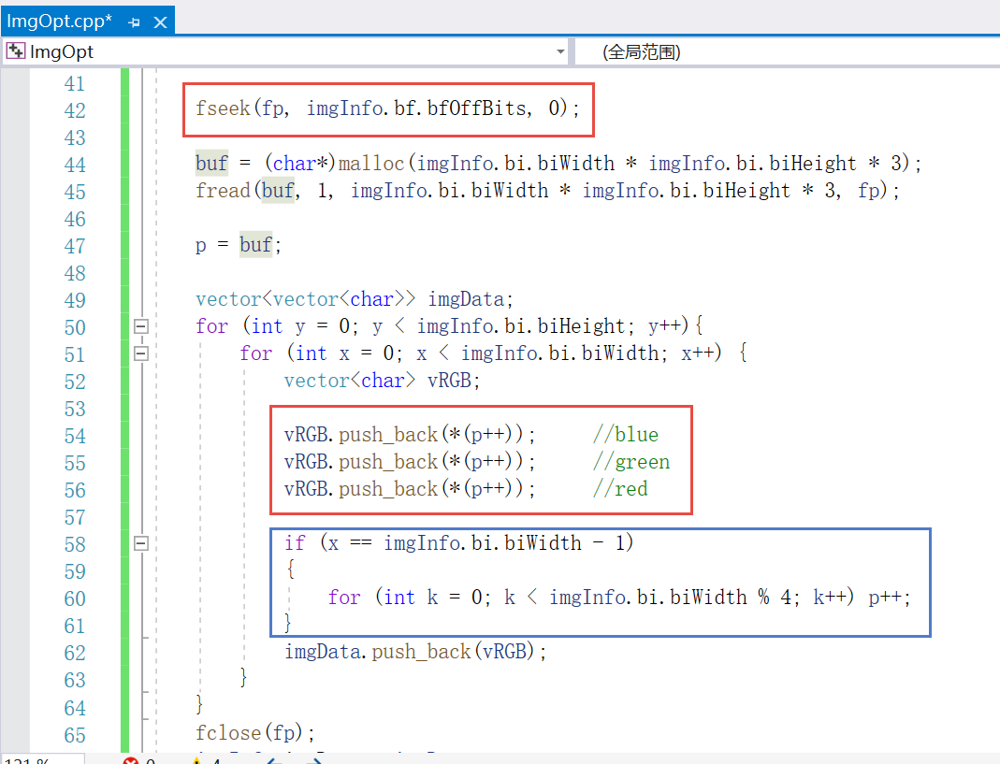 ImgOpt.cpp*
ImgOpt
(全局范围)
41
42 fseek(fp, imgInfo.bf.bfOffBits, 0);
43
44 buf = (char*)malloc(imgInfo.bi.biWidth * imgInfo.bi.biHeight * 3);
45 fread(buf, 1, imgInfo.bi.biWidth * imgInfo.bi.biHeight * 3, fp);
46
47 p = buf;
48
49 vector<vector<char>> imgData;
50 for (int y = 0; y < imgInfo.bi.biHeight; y++){
51 for (int x = 0; x < imgInfo.bi.biWidth; x++) {
52 vector<char> vRGB;
53
54 vRGB.push_back(*(p++)); //blue
55 vRGB.push_back(*(p++)); //green
56 vRGB.push_back(*(p++)); //red
57
58 if (x == imgInfo.bi.biWidth - 1)
59 {
60 for (int k = 0; k < imgInfo.bi.biWidth % 4; k++) p++;
61 }
62 imgData.push_back(vRGB);
63 }
64 }
65 fclose(fp);